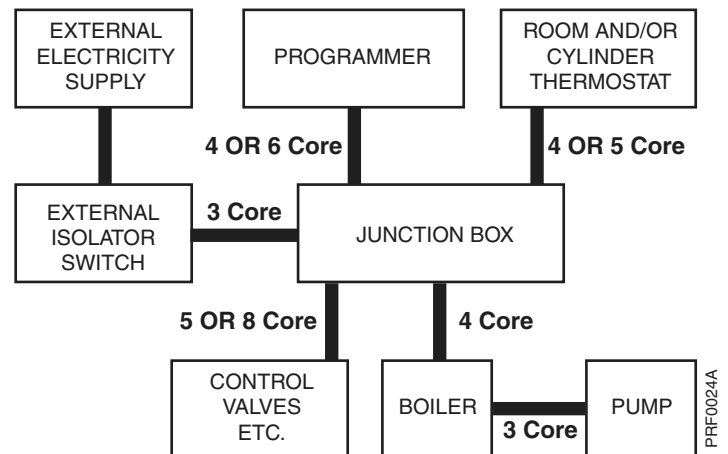 EXTERNAL
ELECTRICITY
SUPPLY
PROGRAMMER
ROOM AND/OR
CYLINDER
THERMOSTAT
4 OR 6 Core
4 OR 5 Core
EXTERNAL
ISOLATOR
SWITCH
3 Core
JUNCTION BOX
5 OR 8 Core
4 Core
CONTROL
VALVES
ETC.
BOILER
3 Core
PUMP
PRF0024A